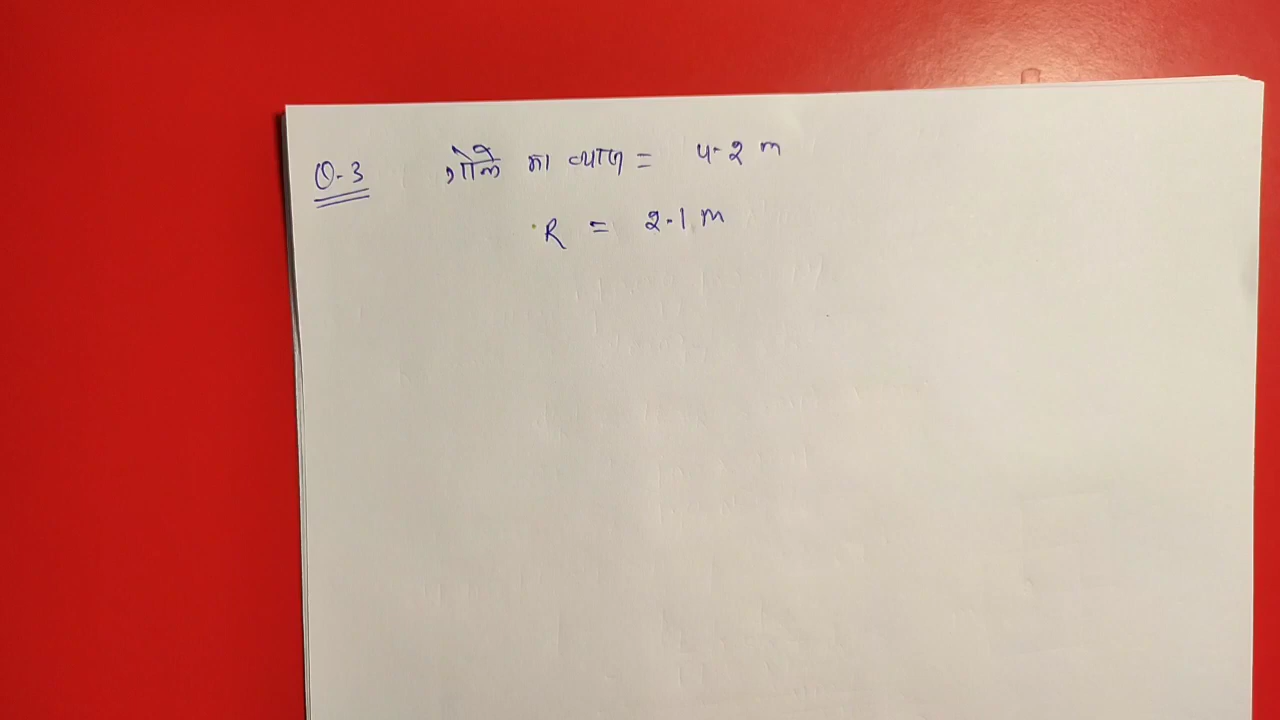 Q-3 गोले का व्यास = 4.2 m
R = 2.1 m